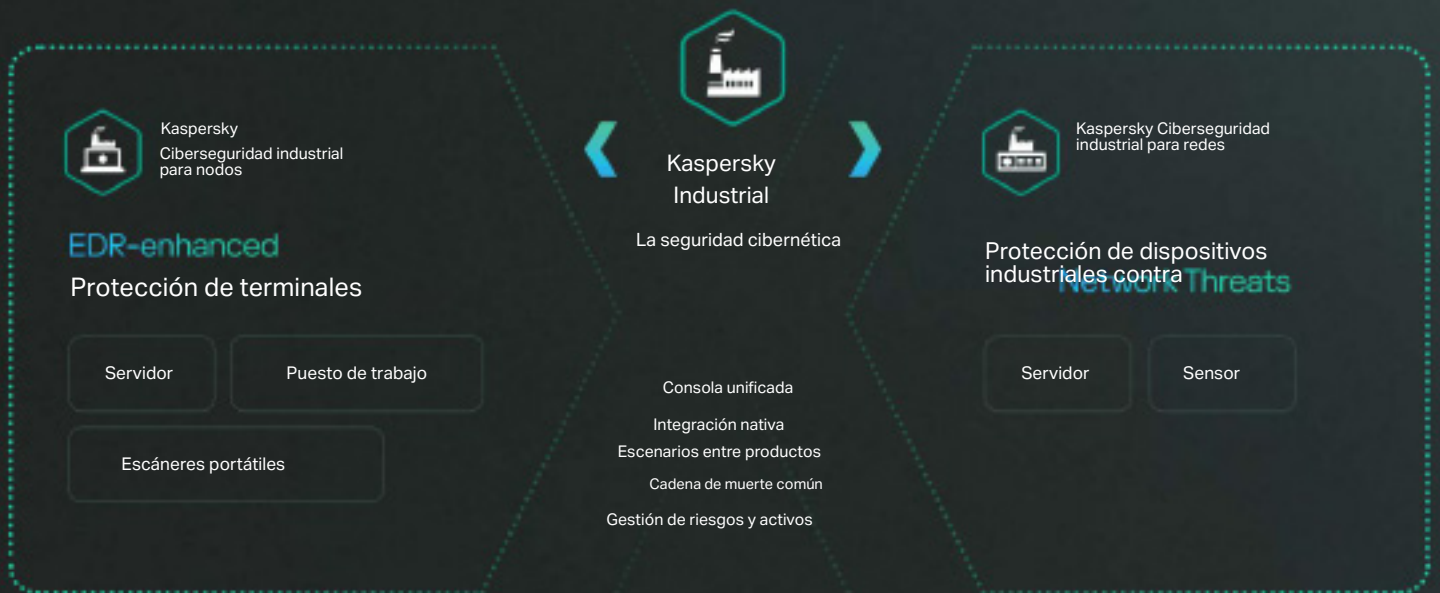 Kaspersky
Ciberseguridad industrial
para nodos
EDR-enhanced
Protección de terminales
Servidor
Puesto de trabajo
Escáneres portátiles
Kaspersky
Industrial
La seguridad cibernética
Consola unificada
Integración nativa
Escenarios entre productos
Cadena de muerte común
Gestión de riesgos y activos
Kaspersky Ciberseguridad
industrial para redes
Protección de dispositivos
industriales contra
Network Threats
Servidor
Sensor